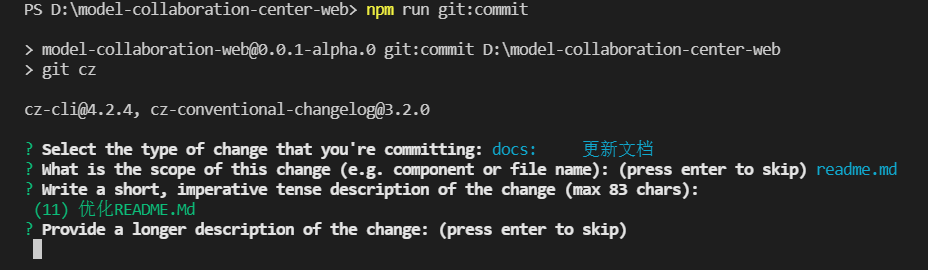 PS D:\model-collaboration-center-web> npm run git:commit
> model-collaboration-web@0.0.1-alpha.0 git:commit D:\model-collaboration-center-web
> git cz
cz-cli@4.2.4, cz-conventional-changelog@3.2.0
? Select the type of change that you're committing: docs:     更新文档
? What is the scope of this change (e.g. component or file name): (press enter to skip) readme.md
? Write a short, imperative tense description of the change (max 83 chars):
(11) 优化README.Md
? Provide a longer description of the change: (press enter to skip)